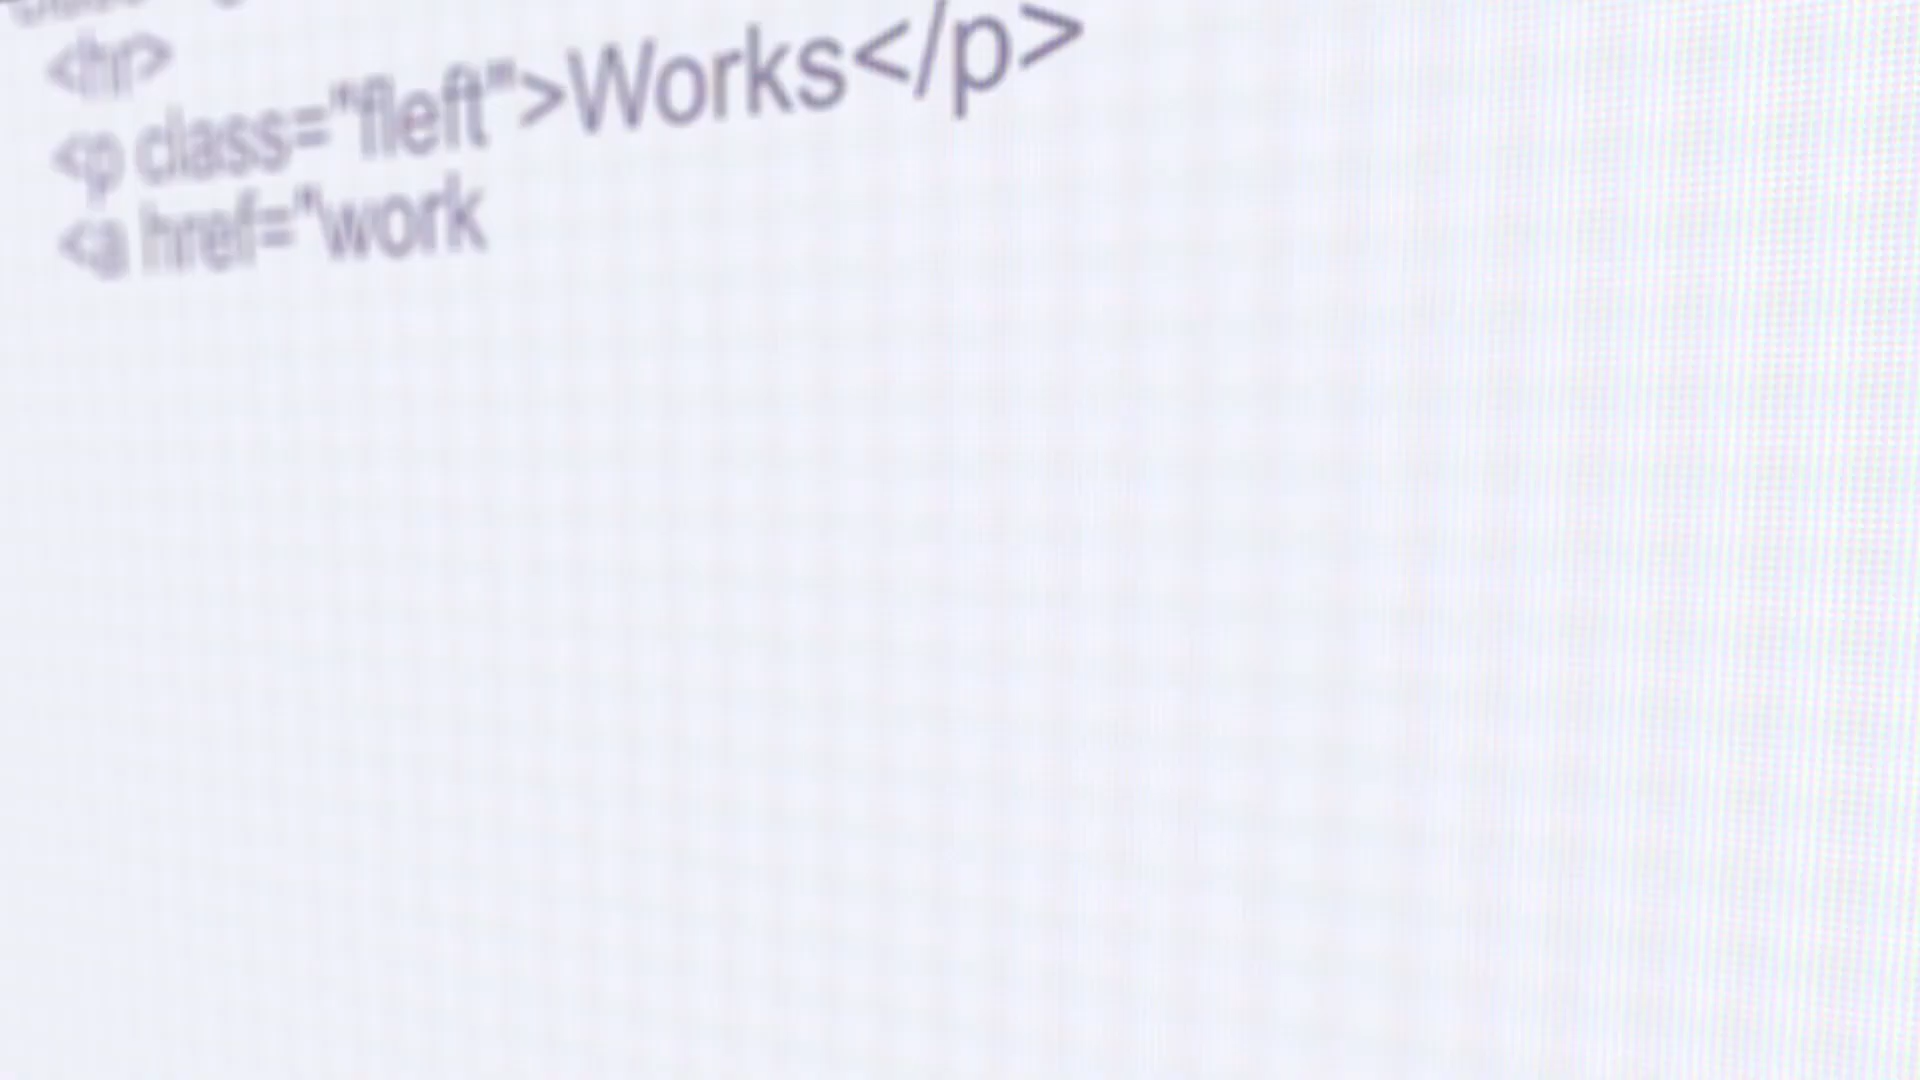 <hr>
<p class="fleft">Works</p>
<a href="work